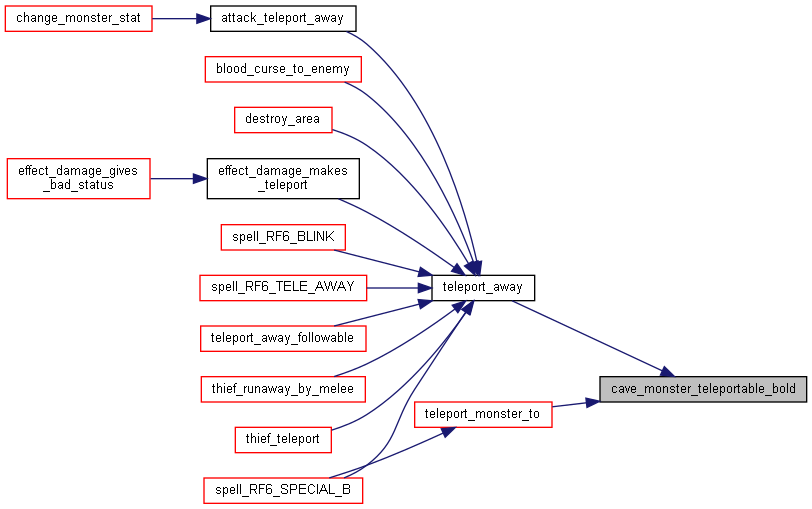 change_monster_stat
attack_teleport_away
blood_curse_to_enemy
destroy_area
effect_damage_gives
_bad_status
effect_damage_makes
_teleport
spell_RF6_BLINK
spell_RF6_TELE_AWAY
teleport_away
teleport_away_followable
thief_runaway_by_melee
cave_monster_teleportable_bold
teleport_monster_to
thief_teleport
spell_RF6_SPECIAL_B